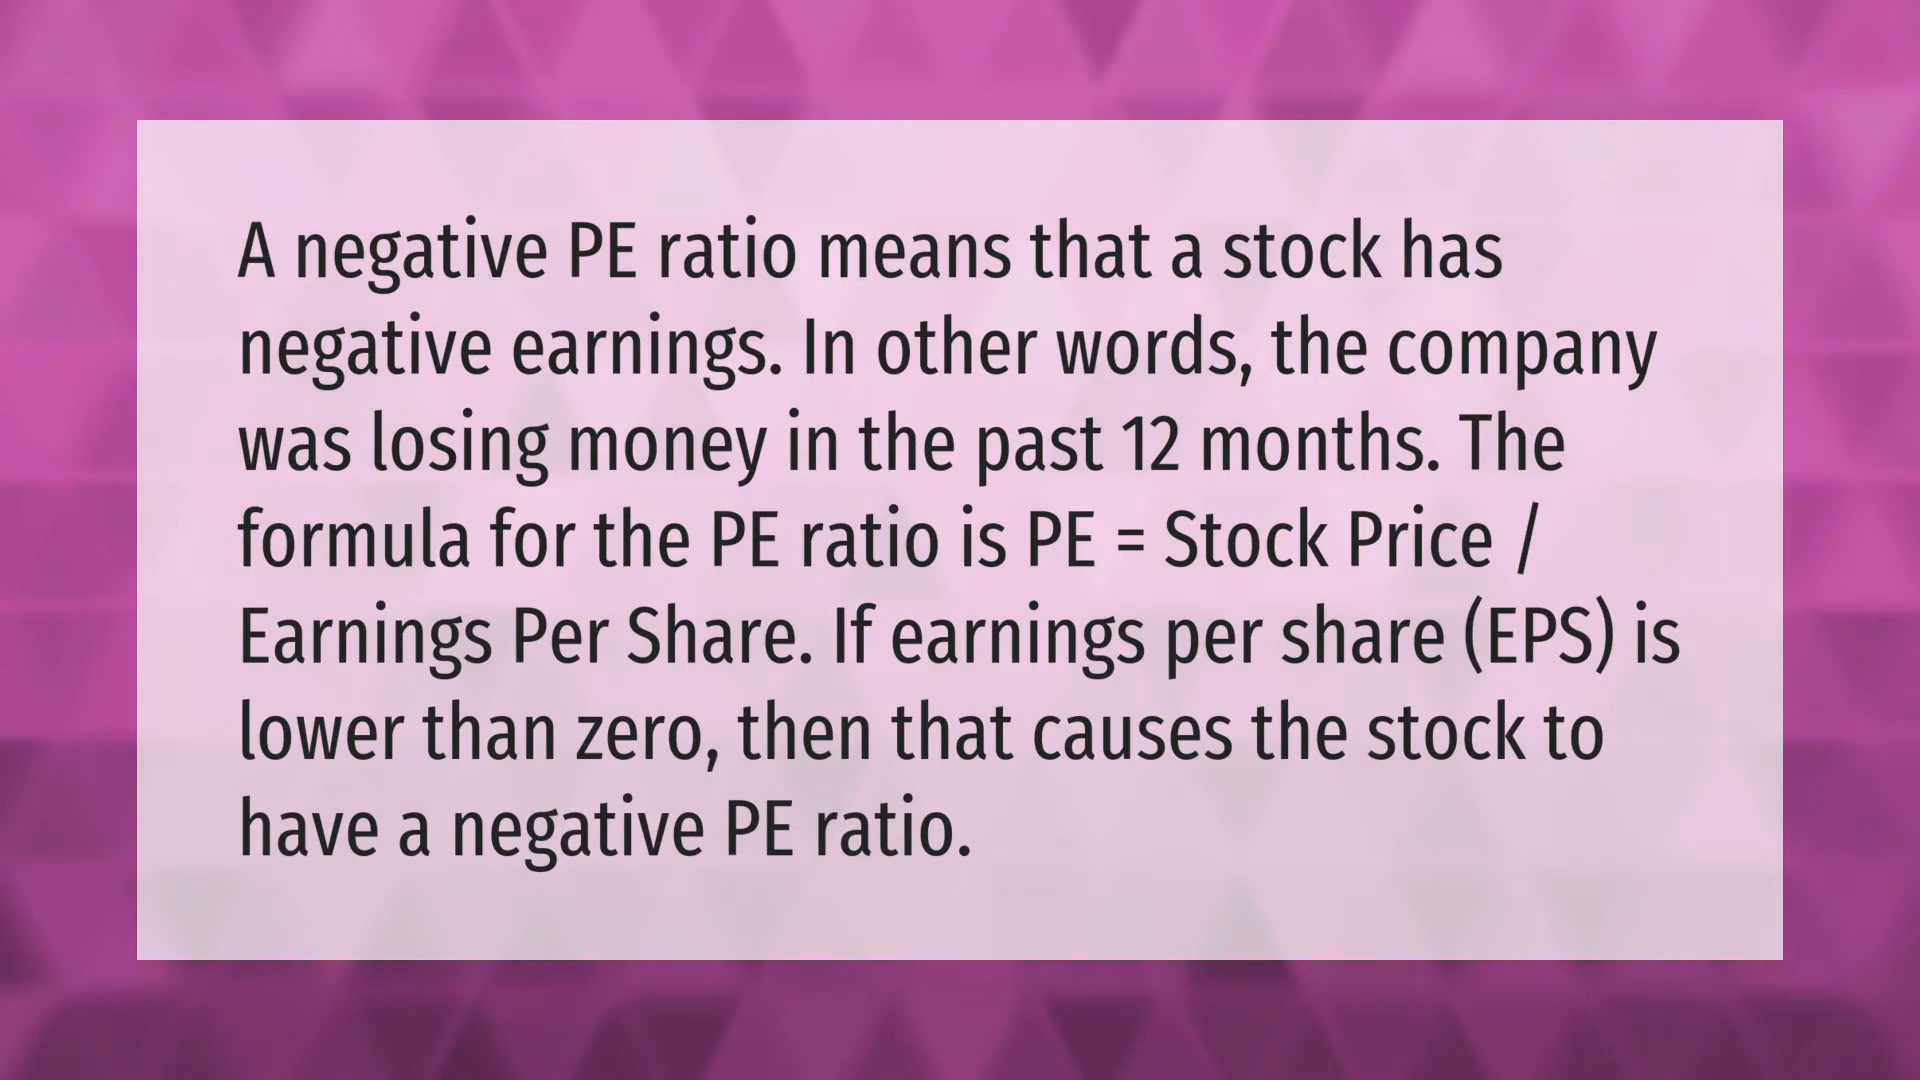 A negative PE ratio means that a stock has
negative earnings. In other words, the company
was losing money in the past 12 months. The
formula for the PE ratio is PE = Stock Price /
Earnings Per Share. If earnings per share (EPS) is
lower than zero, then that causes the stock to
have a negative PE ratio.